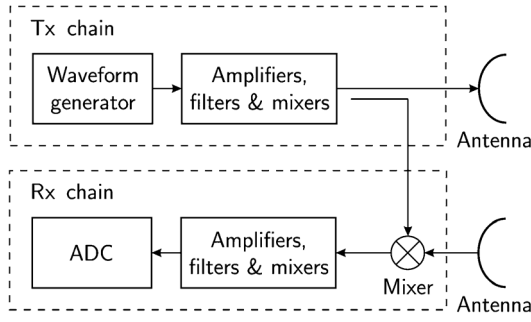 Tx chain
Waveform
generator
Amplifiers,
filters & mixers
Antenna
Rx chain
ADC
Amplifiers,
filters & mixers
Mixer
Antenna